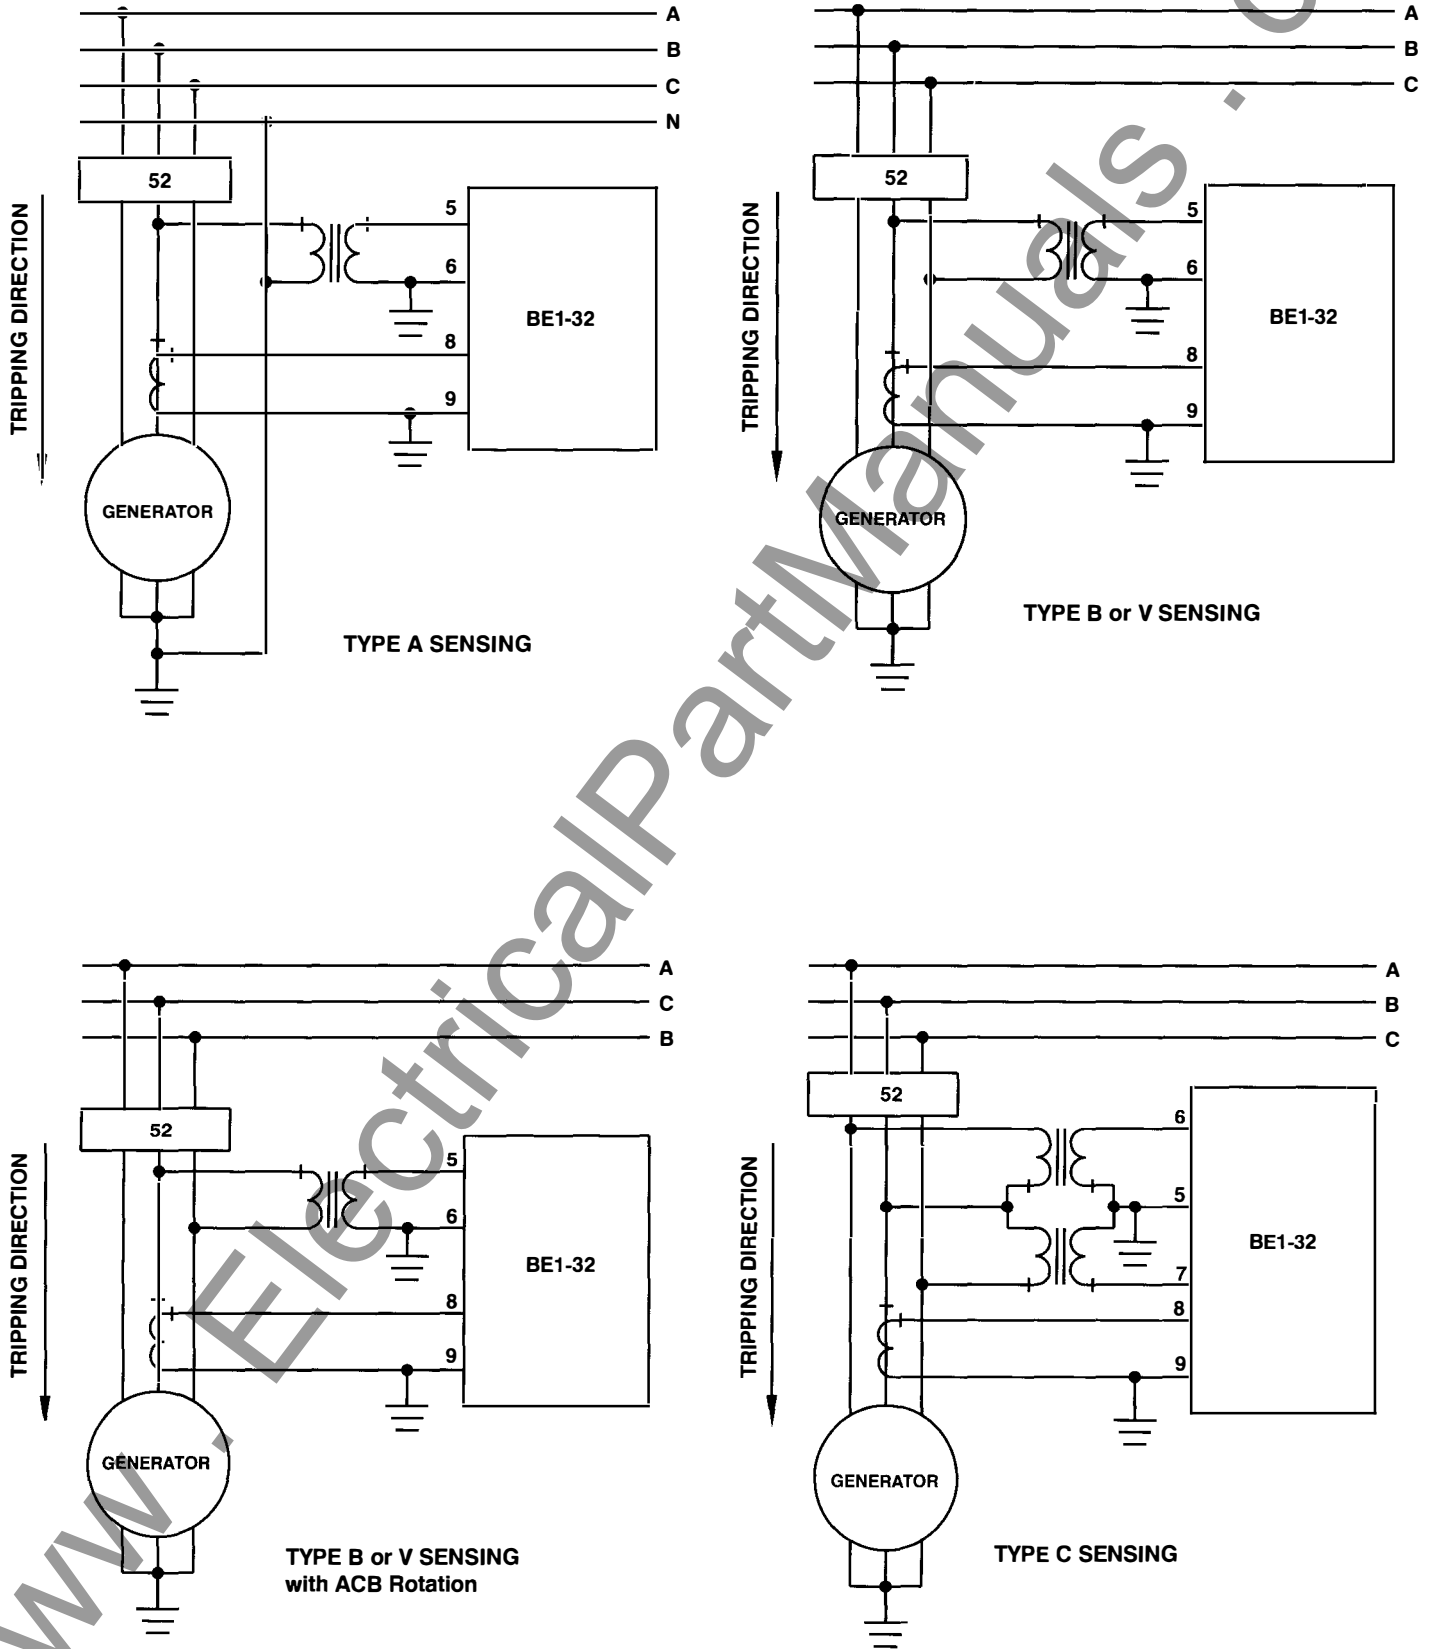 A
B
C
N
52
TRIPPING DIRECTION
5
6
8
9
BE1-32
GENERATOR
TYPE A SENSING
A
B
C
52
TRIPPING DIRECTION
5
6
8
9
BE1-32
GENERATOR
TYPE B or V SENSING
A
C
B
52
TRIPPING DIRECTION
5
6
8
9
BE1-32
GENERATOR
TYPE B or V SENSING
with ACB Rotation
A
B
C
52
TRIPPING DIRECTION
6
5
7
8
9
BE1-32
GENERATOR
TYPE C SENSING
ww . ElectricalPartManuals .